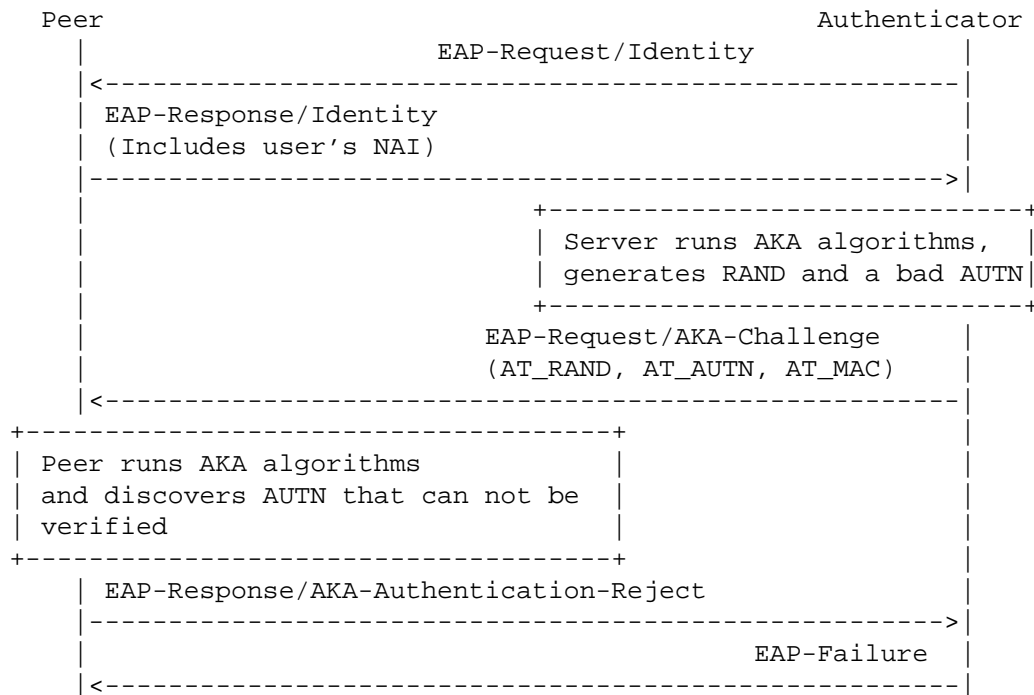 Peer Authenticator
EAP-Request/Identity
EAP-Response/Identity
(Includes user's NAI)
Server runs AKA algorithms,
generates RAND and a bad AUTN
EAP-Request/AKA-Challenge
(AT_RAND, AT_AUTN, AT_MAC)
Peer runs AKA algorithms
and discovers AUTN that can not be
verified
EAP-Response/AKA-Authentication-Reject
EAP-Failure